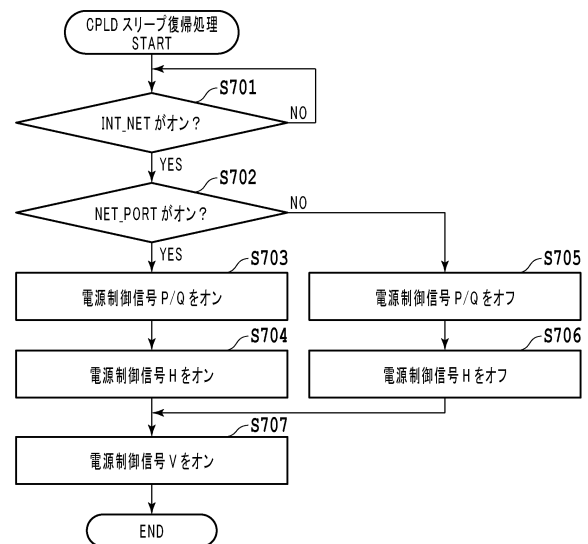 CPLD スリープ復帰処理
START
S701
INT_NET がオン？
NO
YES
S702
NET_PORT がオン？
NO
YES
S703
電源制御信号 P/Q をオン
S705
電源制御信号 P/Q をオフ
S704
電源制御信号 H をオン
S706
電源制御信号 H をオフ
S707
電源制御信号 V をオン
END